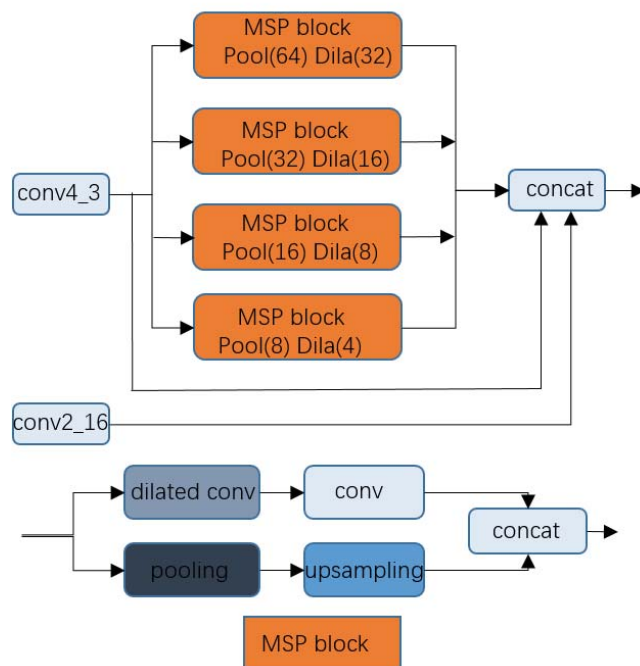 MSP block
Pool(64) Dila(32)
MSP block
Pool(32) Dila(16)
conv4_3
concat
MSP block
Pool(16) Dila(8)
MSP block
Pool(8) Dila(4)
conv2_16
dilated conv
conv
concat
pooling
upsampling
MSP block